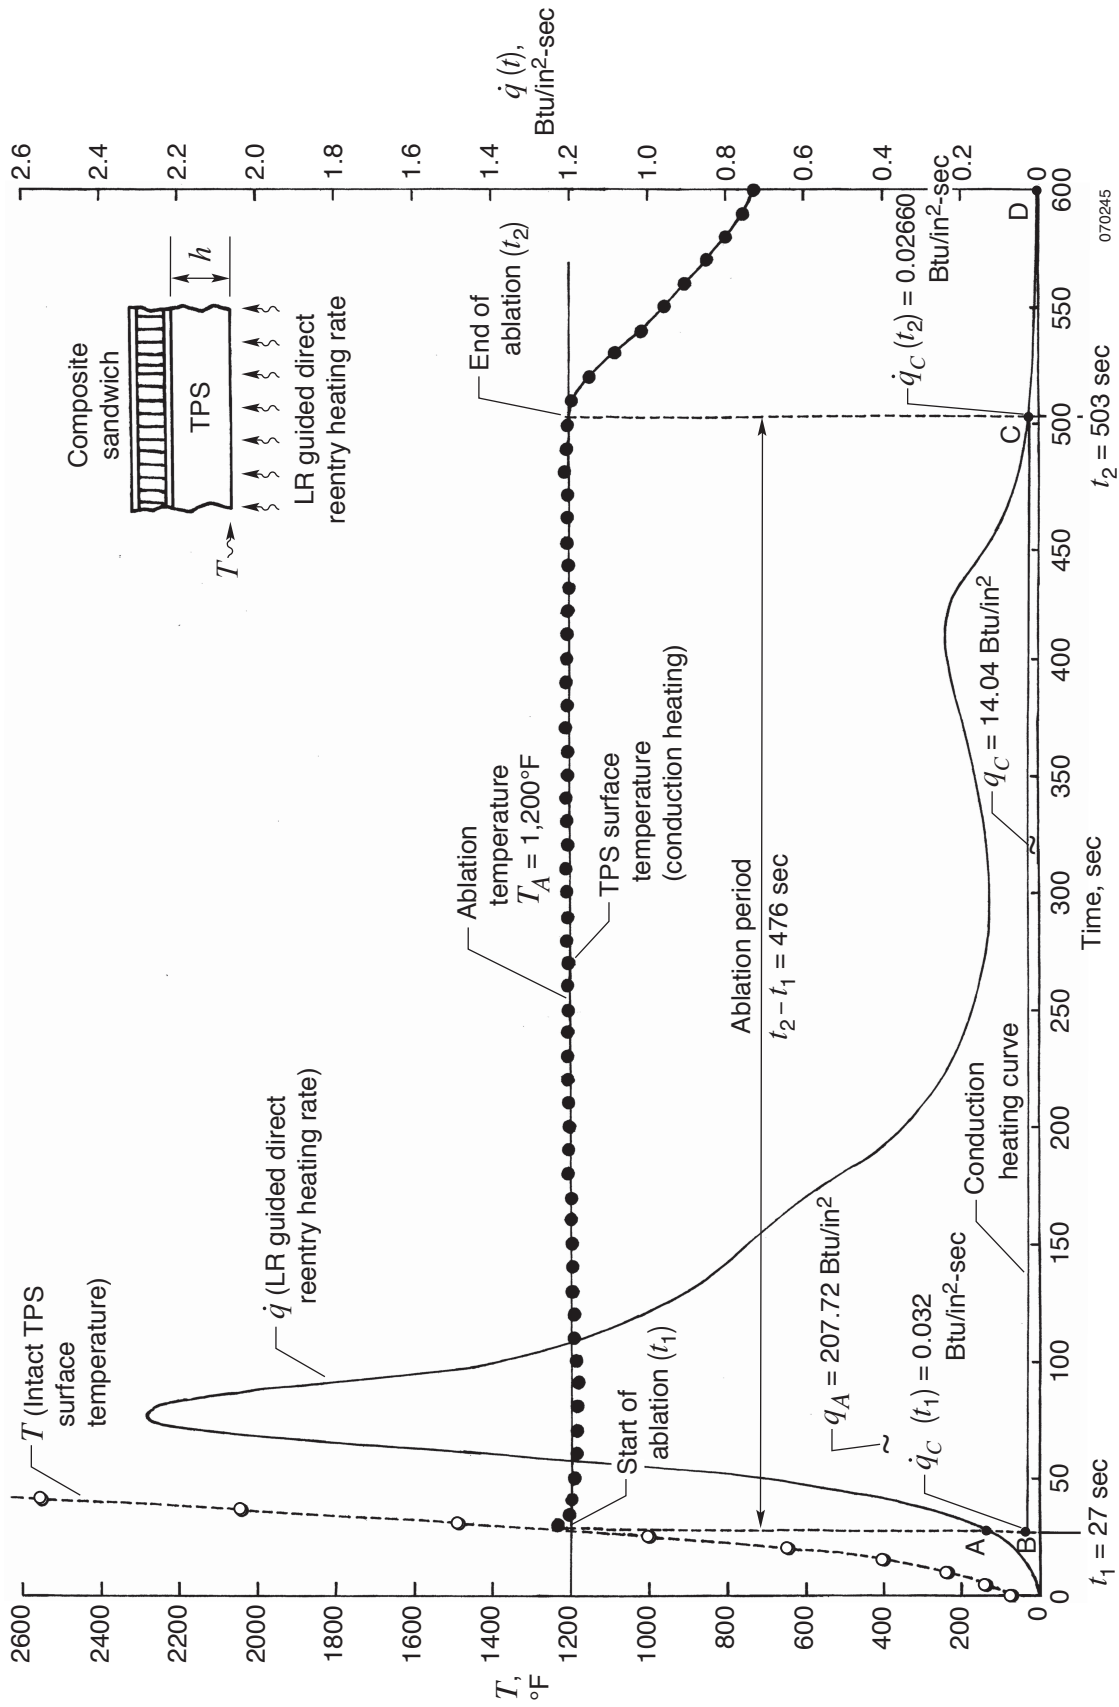 2600
2400
2200
2000
1800
1600
1400
1200
1000
800
600
400
200
0
T,
°F
T (Intact TPS
surface
temperature)
q̇ (LR guided direct
reentry heating rate)
Start of
ablation (t₁)
Ablation
temperature
T_A = 1,200°F
TPS surface
temperature
(conduction heating)
Ablation period
t₂ – t₁ = 476 sec
q_A = 207.72 Btu/in²
q̇_C (t₁) = 0.032
Btu/in²-sec
A
B
Conduction
heating curve
q_C = 14.04 Btu/in²
Composite
sandwich
TPS
h
T
LR guided direct
reentry heating rate
End of
ablation (t₂)
q̇_C (t₂) = 0.02660
Btu/in²-sec
C
D
2.6
2.4
2.2
2.0
1.8
1.6
1.4
1.2
1.0
0.8
0.6
0.4
0.2
0
q̇ (t),
Btu/in²-sec
0 50 100 150 200 250 300 350 400 450 500 550 600
t₁ = 27 sec
Time, sec
t₂ = 503 sec
070245